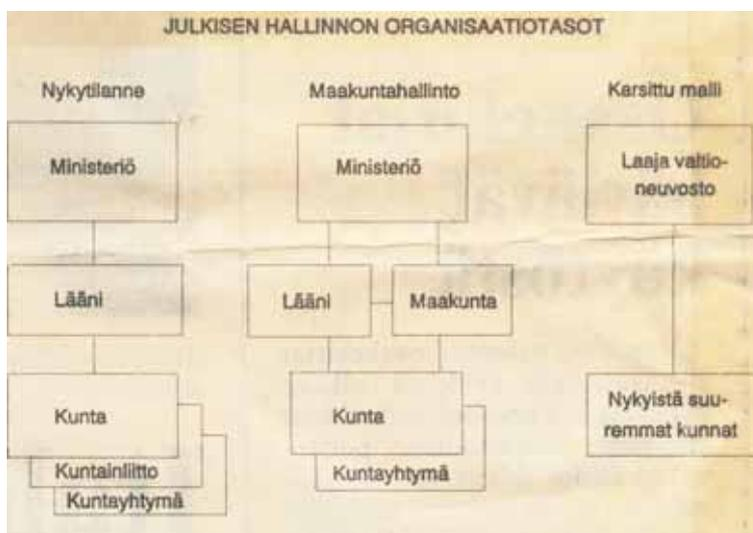 JULKISEN HALLINNON ORGANISAATIOTASOT
Nykytilanne
Ministeriö
Lääni
Kunta
Kuntainliitto
Kuntayhtymä
Maakuntahallinto
Ministeriö
Lääni
Maakunta
Kunta
Kuntayhtymä
Karsittu malli
Laaja valtio-
neuvosto
Nykyistä suu-
remmat kunnat